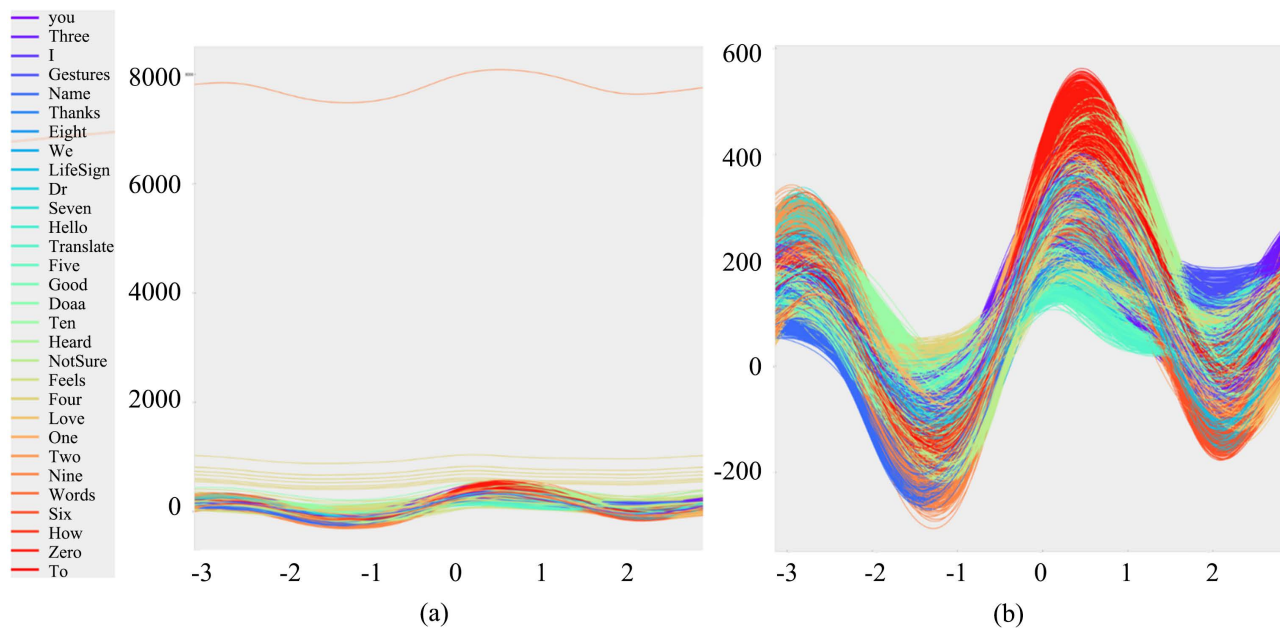 you
Three
I
Gestures
Name
Thanks
Eight
We
LifeSign
Dr
Seven
Hello
Translate
Five
Good
Doaa
Ten
Heard
NotSure
Feels
Four
Love
One
Two
Nine
Words
Six
How
Zero
To
8000
6000
4000
2000
0
-3 -2 -1 0 1 2
(a)
600
400
200
0
-200
-3 -2 -1 0 1 2
(b)